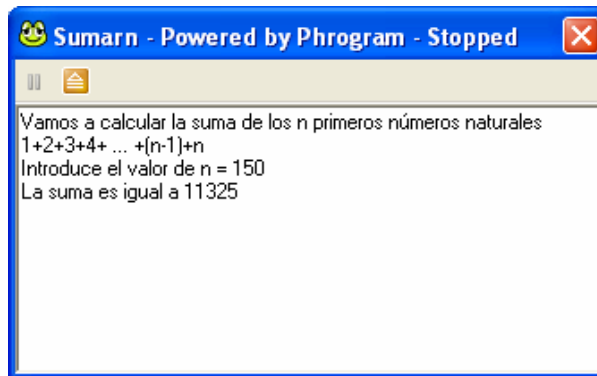 Sumarn - Powered by Phrogram - Stopped
Vamos a calcular la suma de los n primeros números naturales
1+2+3+4+ ... +(n-1)+n
Introduce el valor de n = 150
La suma es igual a 11325